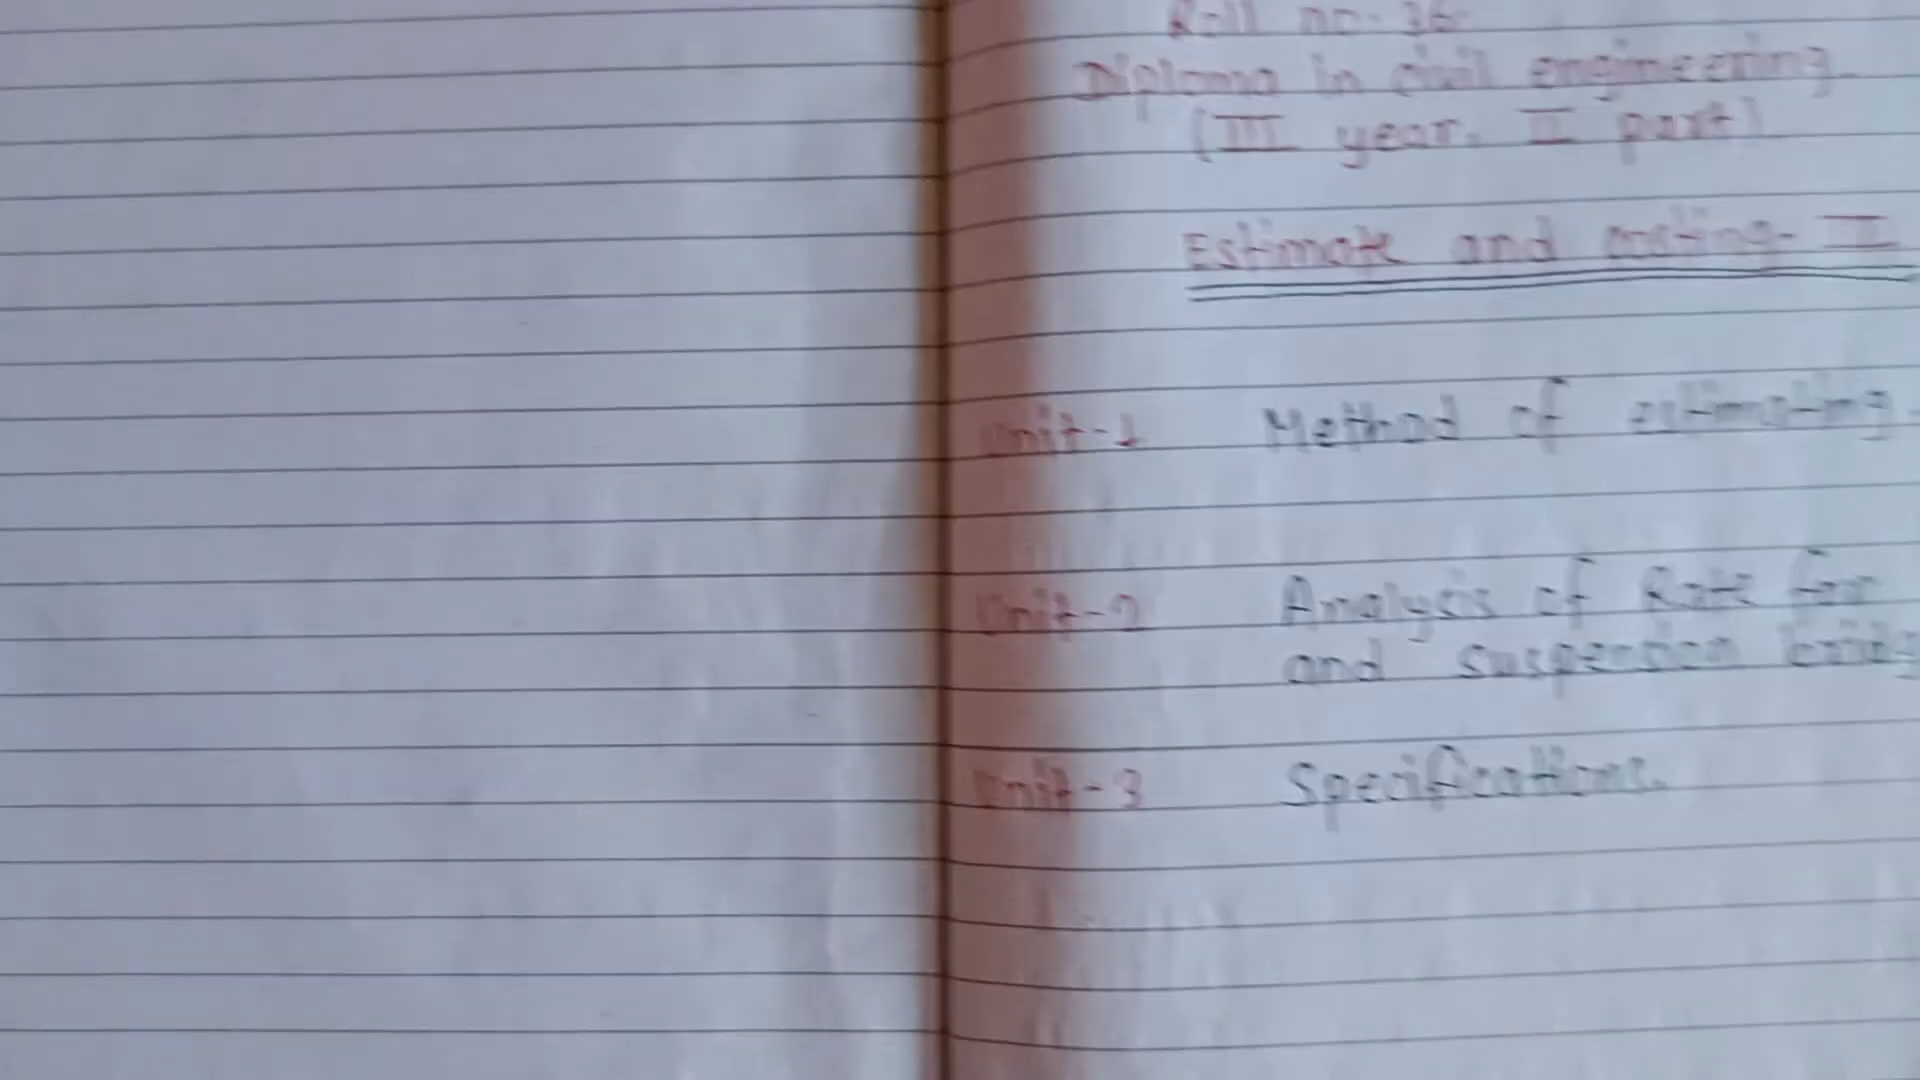 Roll no. 36
Diploma in civil engineering.
(III year, II part)
Estimate and costing-II
Unit-1 Method of estimating.
Unit-2 Analysis of Rate for
and suspension
Unit-3 Specifications.